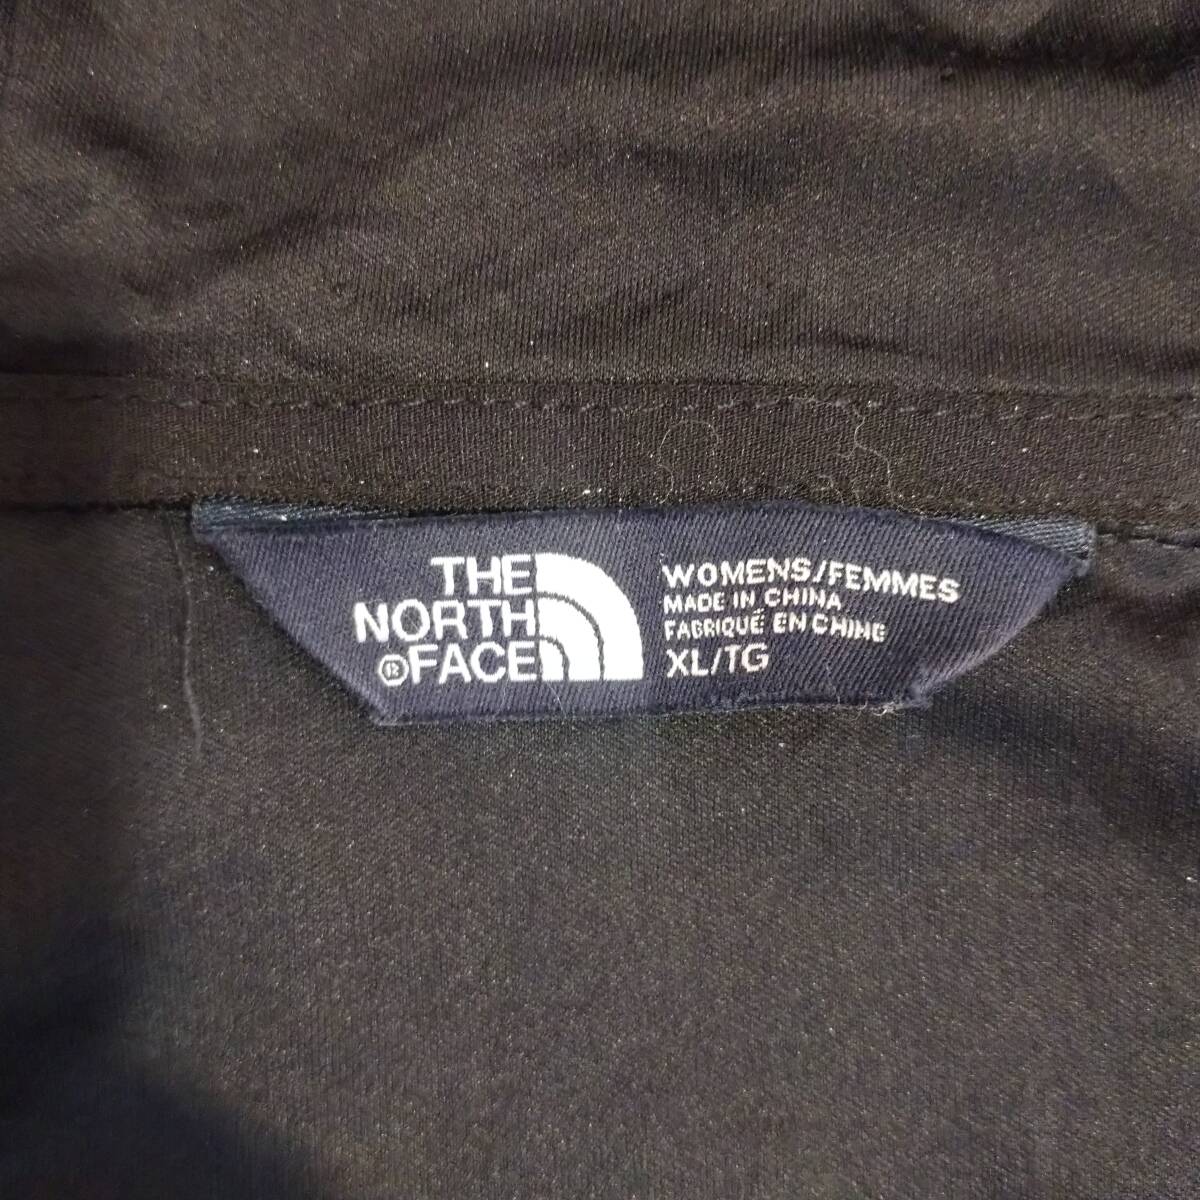 THE
NORTH
®FACE
WOMENS/FEMMES
MADE IN CHINA
FABRIQUÉ EN CHINE
XL/TG